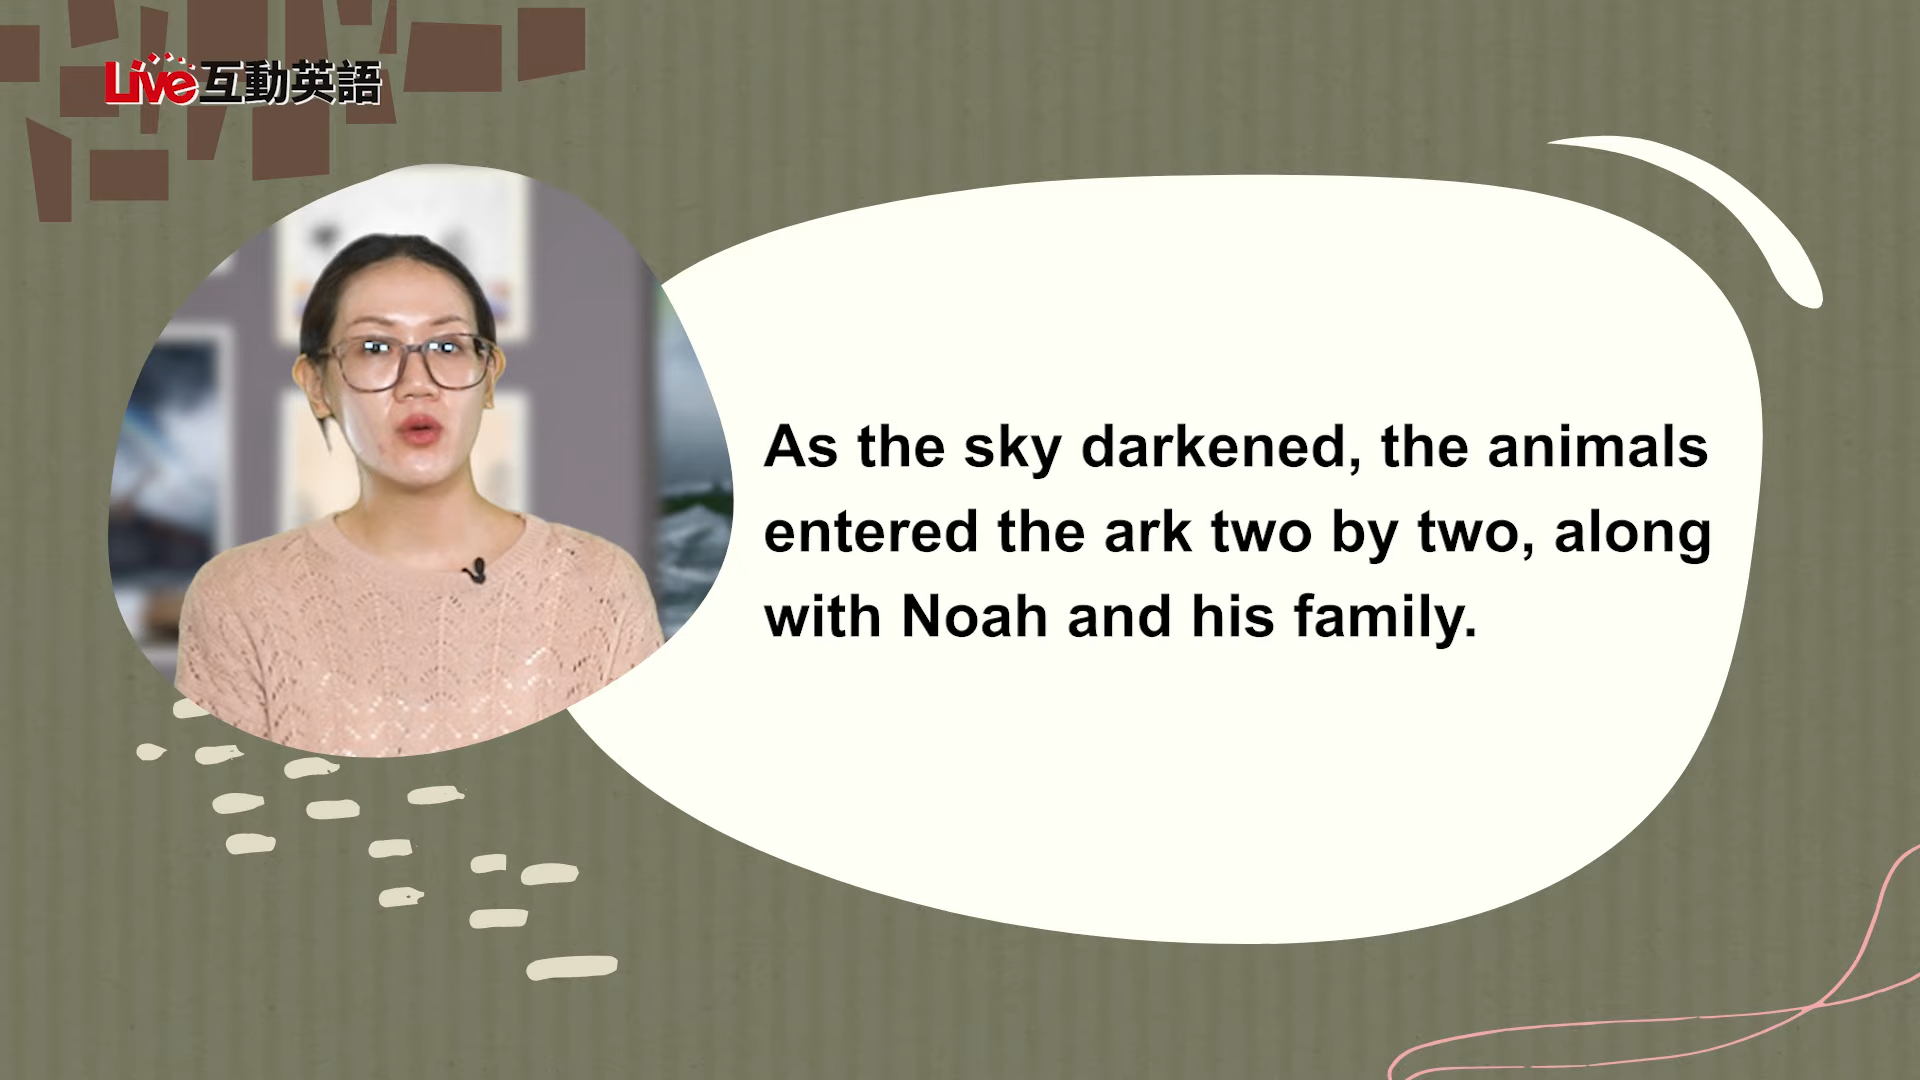 Live互動英語
As the sky darkened, the animals
entered the ark two by two, along
with Noah and his family.